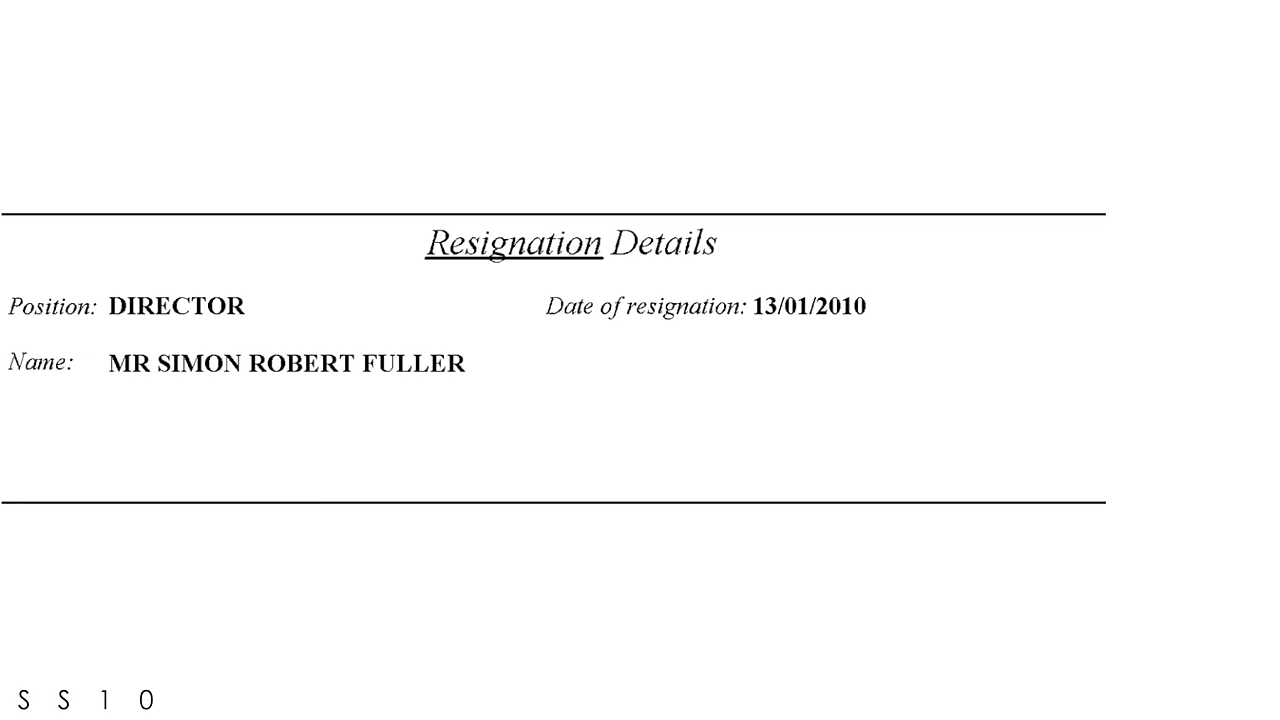 Resignation Details
Position: DIRECTOR Date of resignation: 13/01/2010
Name: MR SIMON ROBERT FULLER
S S 1 0